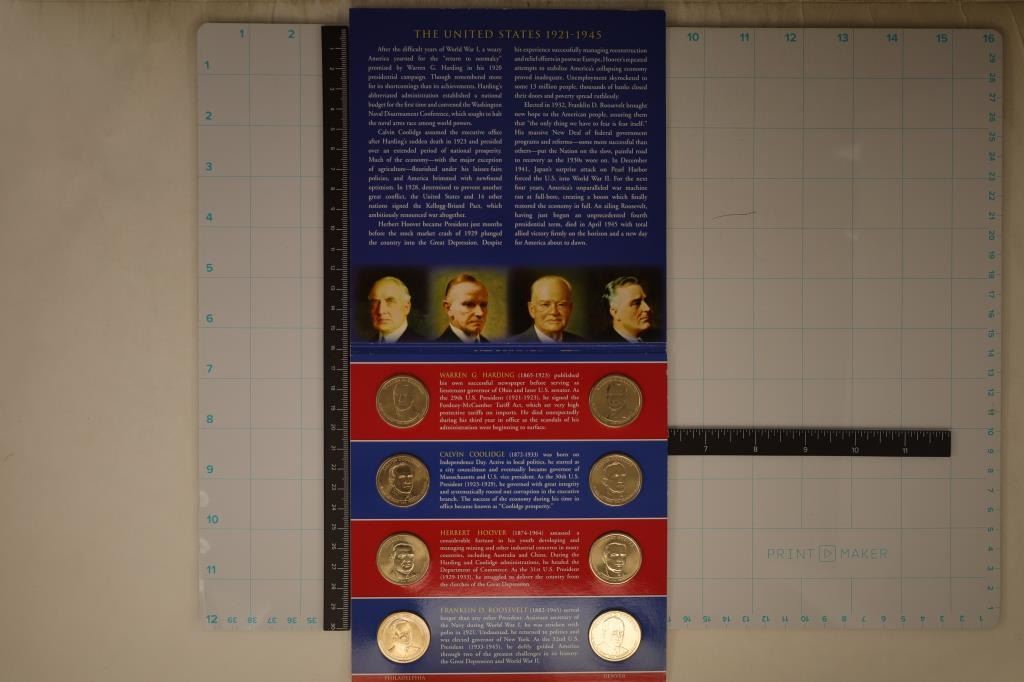 THE UNITED STATES 1921-1945
After the difficult years of World War I, a weary
America yearned for the "return to normalcy"
promised by Warren G. Harding in his 1920
presidential campaign. Though remembered more
for its shortcomings than its achievements, Harding's
abbreviated administration established a national
budget for the first time and convened the Washington
Naval Disarmament Conference, which sought to halt
the naval arms race among world powers.
Calvin Coolidge assumed the executive office
after Harding's sudden death in 1923 and presided
over an extended period of national prosperity.
Much of the economy—with the major exception
of agriculture—flourished under his laissez-faire
policies, and America brimmed with newfound
optimism. In 1928, determined to prevent another
great conflict, the United States and 14 other
nations signed the Kellogg-Briand Pact, which
ambitiously renounced war altogether.
Herbert Hoover became President just months
before the stock market crash of 1929 plunged
the country into the Great Depression. Despite
his experience successfully managing reconstruction
and relief efforts in postwar Europe, Hoover's repeated
attempts to stabilize America's collapsing economy
proved inadequate. Unemployment skyrocketed to
some 13 million people, thousands of banks closed
their doors and poverty spread ruthlessly.
Elected in 1932, Franklin D. Roosevelt brought
new hope to the American people, assuring them
that "the only thing we have to fear is fear itself."
His massive New Deal of federal government
programs and reforms—some more successful than
others—put the Nation on the slow, painful road
to recovery as the 1930s wore on. In December
1941, Japan's surprise attack on Pearl Harbor
forced the U.S. into World War II. For the next
four years, America's unparalleled war machine
ran at full-bore, creating a boom which finally
restored the economy in full. An ailing Roosevelt,
having just begun an unprecedented fourth
presidential term, died in April 1945 with total
allied victory firmly on the horizon and a new day
for America about to dawn.
WARREN G. HARDING (1865-1923) published
his own successful newspaper before serving as
lieutenant governor of Ohio and later U.S. senator. As
the 29th U.S. President (1921-1923), he signed the
Fordney-McCumber Tariff Act, which set very high
protective tariffs on imports. He died unexpectedly
during his third year in office as the scandals of his
administration were beginning to surface.
CALVIN COOLIDGE (1872-1933) was born on
Independence Day. Active in local politics, he started as
a city councilman and eventually became governor of
Massachusetts and U.S. vice president. As the 30th U.S.
President (1923-1929), he governed with great integrity
and systematically rooted out corruption in the executive
branch. The success of the economy during his time in
office became known as "Coolidge prosperity."
HERBERT HOOVER (1874-1964) amassed a
considerable fortune in his youth developing and
managing mining and other industrial concerns in many
countries, including Australia and China. During the
Harding and Coolidge administrations, he headed the
Department of Commerce. As the 31st U.S. President
(1929-1933), he struggled to deliver the country from
the clutches of the Great Depression.
FRANKLIN D. ROOSEVELT (1882-1945) served
longer than any other President. Assistant secretary of
the Navy during World War I, he was stricken with
polio in 1921. Undaunted, he returned to politics and
was elected governor of New York. As the 32nd U.S.
President (1933-1945), he deftly guided America
through two of the greatest challenges in its history:
the Great Depression and World War II.
PHILADELPHIA
DENVER
PRINT MAKER